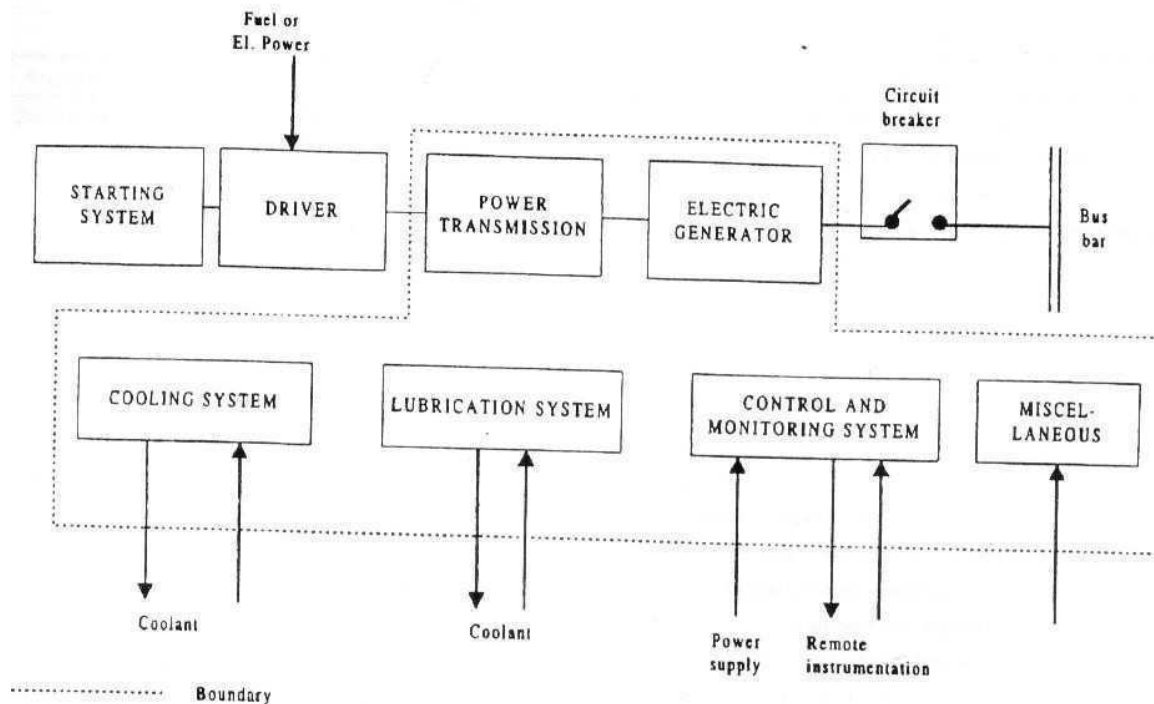 Fuel or
El. Power
Circuit
breaker
STARTING
SYSTEM
DRIVER
POWER
TRANSMISSION
ELECTRIC
GENERATOR
Bus
bar
COOLING SYSTEM
LUBRICATION SYSTEM
CONTROL AND
MONITORING SYSTEM
MISCEL-
LANEOUS
Coolant
Coolant
Power
supply
Remote
instrumentation
Boundary